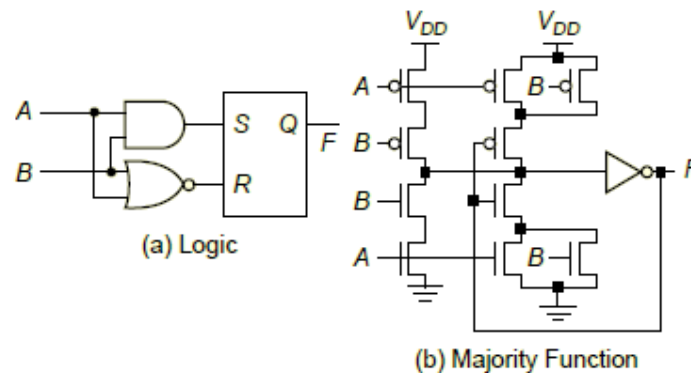 V_DD V_DD
A
A B
S Q
B F B F
R
B
A B
(a) Logic
(b) Majority Function